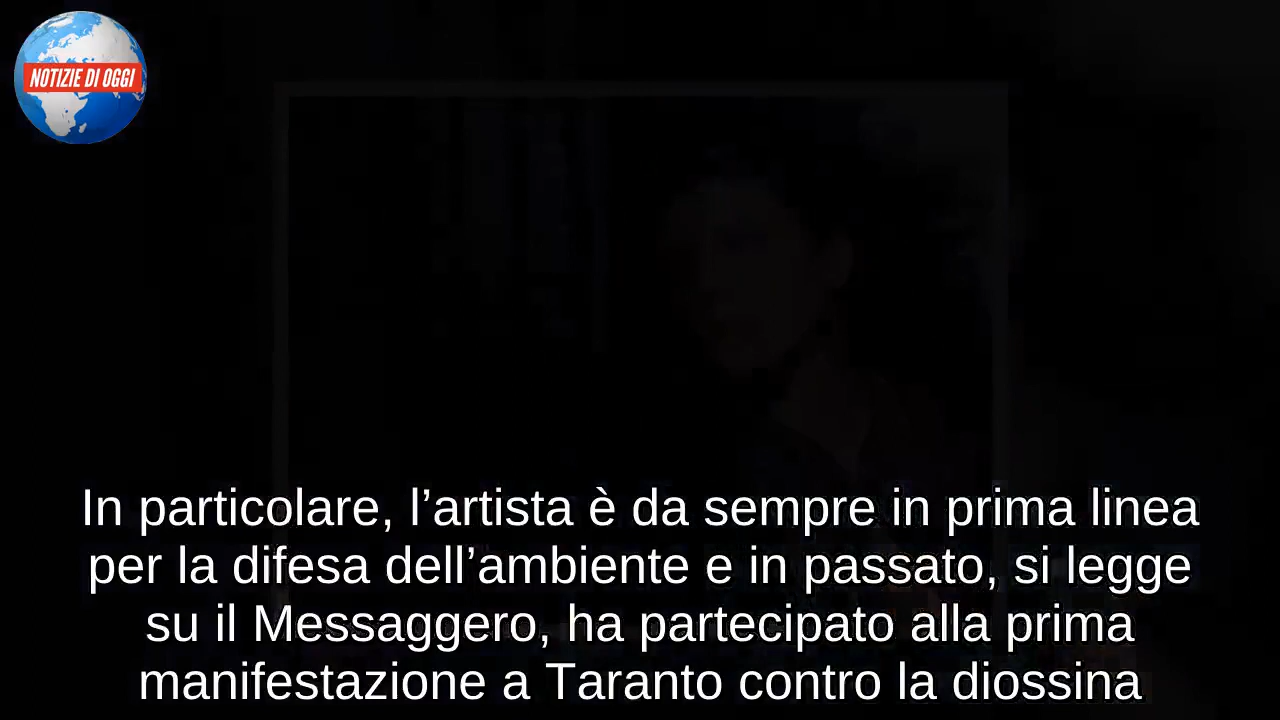 NOTIZIE DI OGGI
In particolare, l’artista è da sempre in prima linea
per la difesa dell’ambiente e in passato, si legge
su il Messaggero, ha partecipato alla prima
manifestazione a Taranto contro la diossina